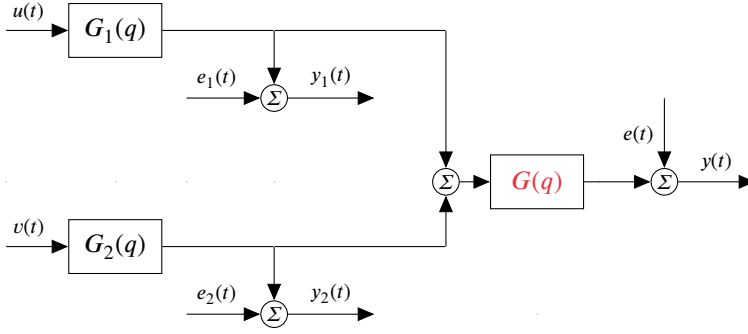 u(t)
G₁(q)
e₁(t)
y₁(t)
Σ
e(t)
Σ
G(q)
Σ
y(t)
v(t)
G₂(q)
e₂(t)
y₂(t)
Σ